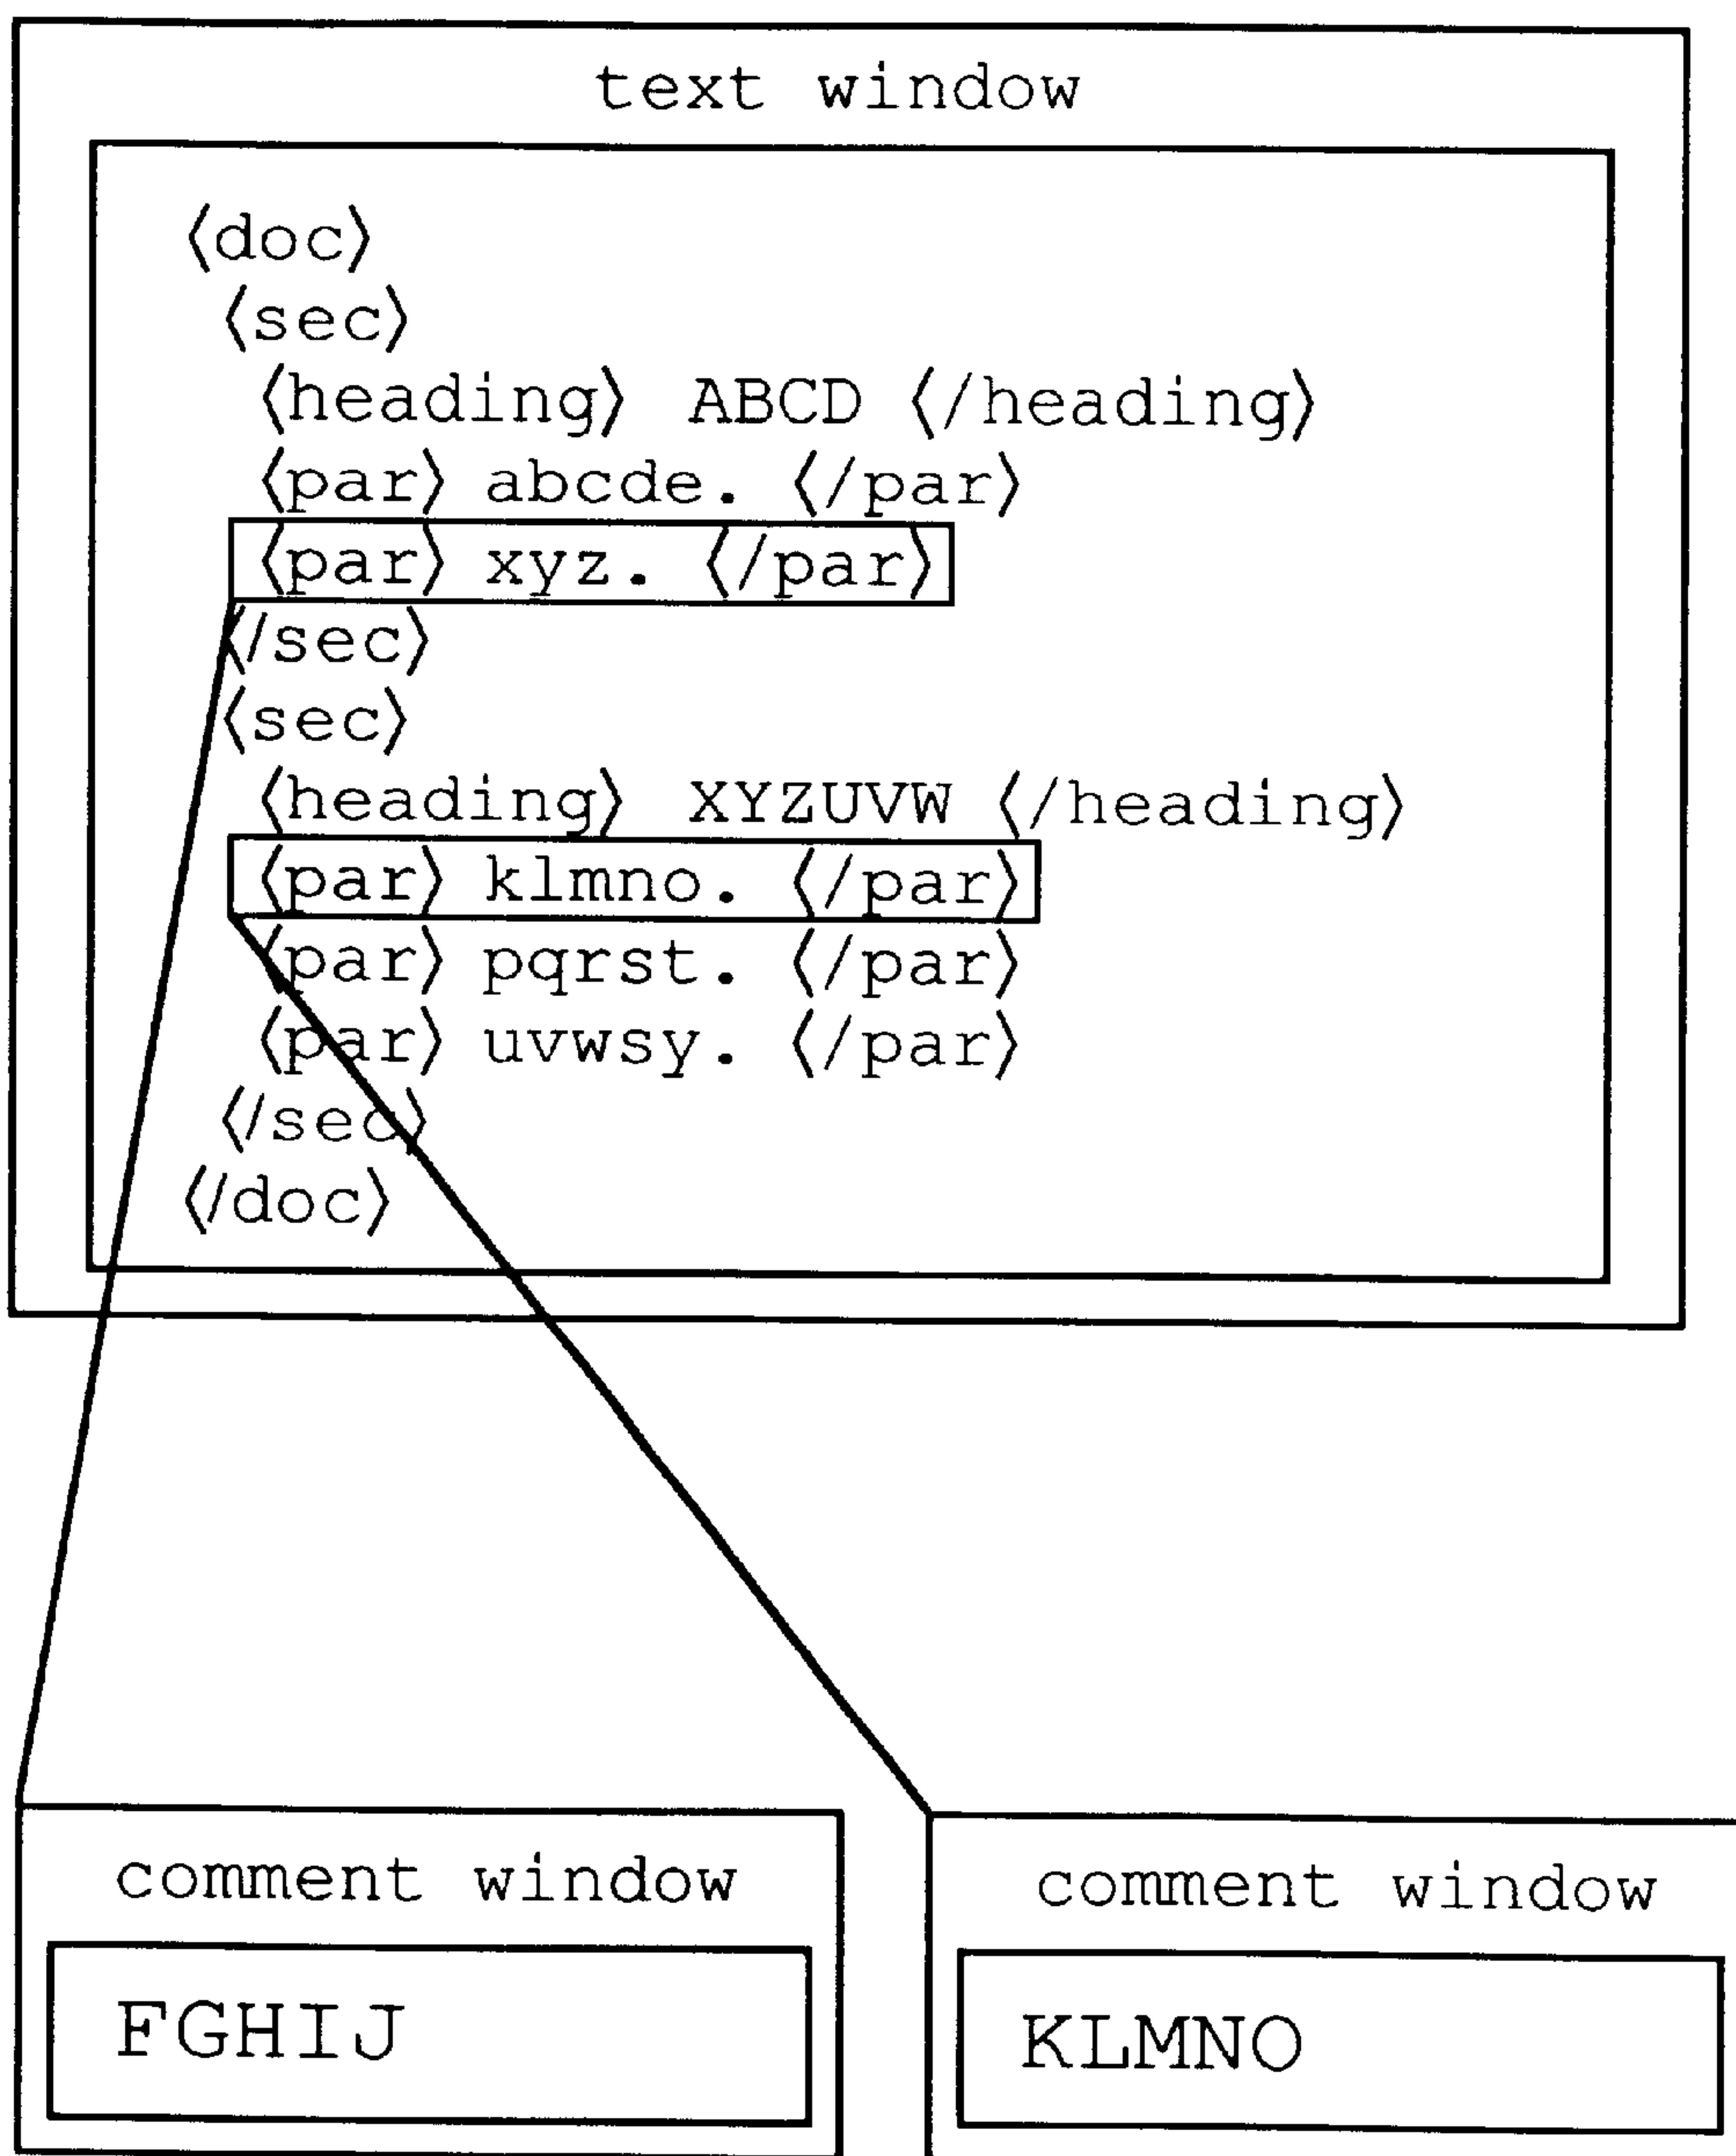 text window
〈doc〉
〈sec〉
〈heading〉 ABCD 〈/heading〉
〈par〉 abcde. 〈/par〉
〈par〉 xyz. 〈/par〉
〈/sec〉
〈sec〉
〈heading〉 XYZUVW 〈/heading〉
〈par〉 klmno. 〈/par〉
〈par〉 pqrst. 〈/par〉
〈par〉 uvwsy. 〈/par〉
〈/sec〉
〈/doc〉
comment window
FGHIJ
comment window
KLMNO